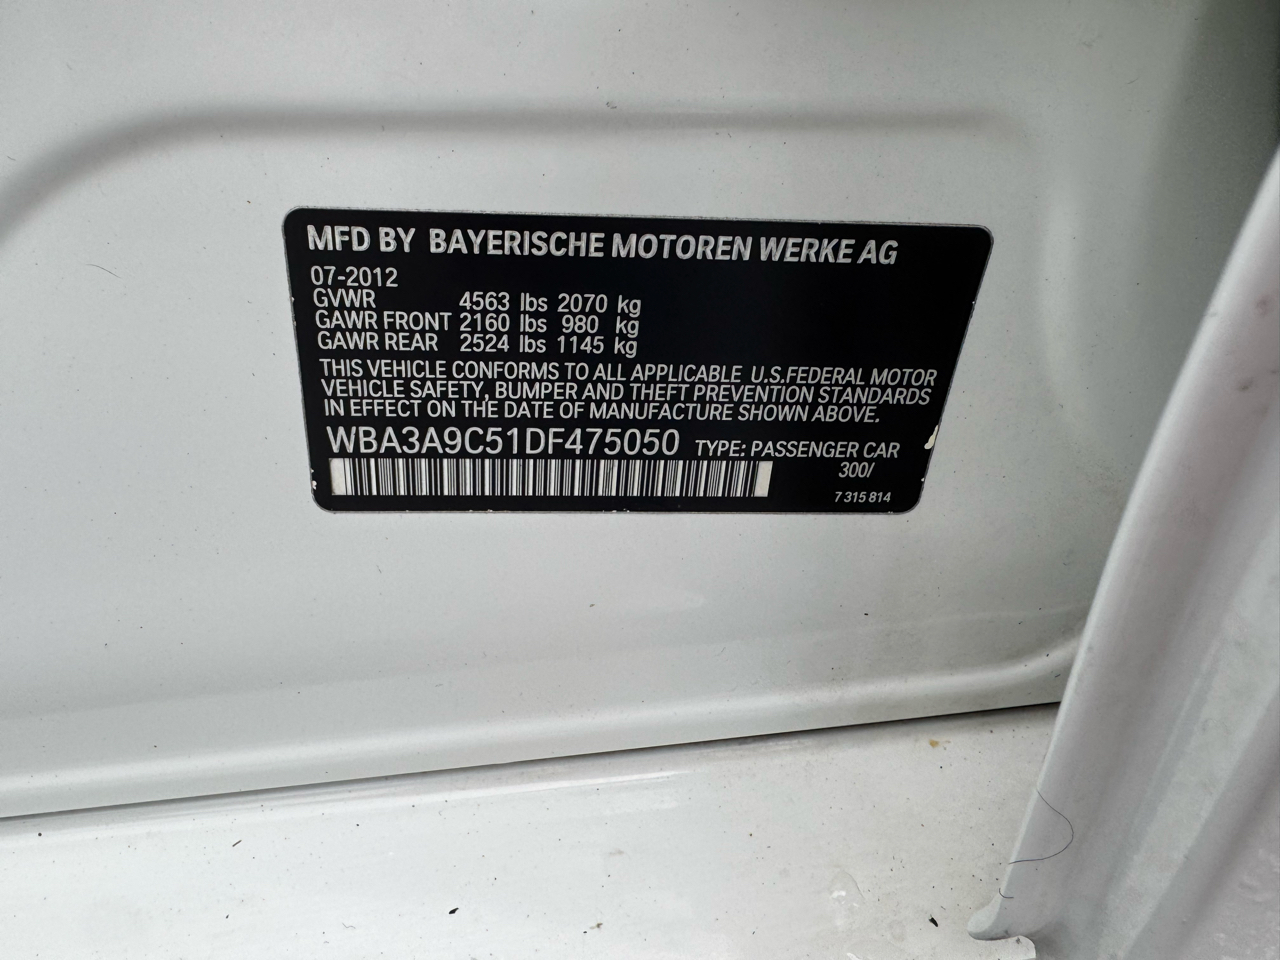 MFD BY BAYERISCHE MOTOREN WERKE AG
07-2012
GVWR 4563 lbs 2070 kg
GAWR FRONT 2160 lbs 980 kg
GAWR REAR 2524 lbs 1145 kg
THIS VEHICLE CONFORMS TO ALL APPLICABLE U.S.FEDERAL MOTOR
VEHICLE SAFETY, BUMPER AND THEFT PREVENTION STANDARDS
IN EFFECT ON THE DATE OF MANUFACTURE SHOWN ABOVE.
WBA3A9C51DF475050 TYPE: PASSENGER CAR
300/
7 315 814